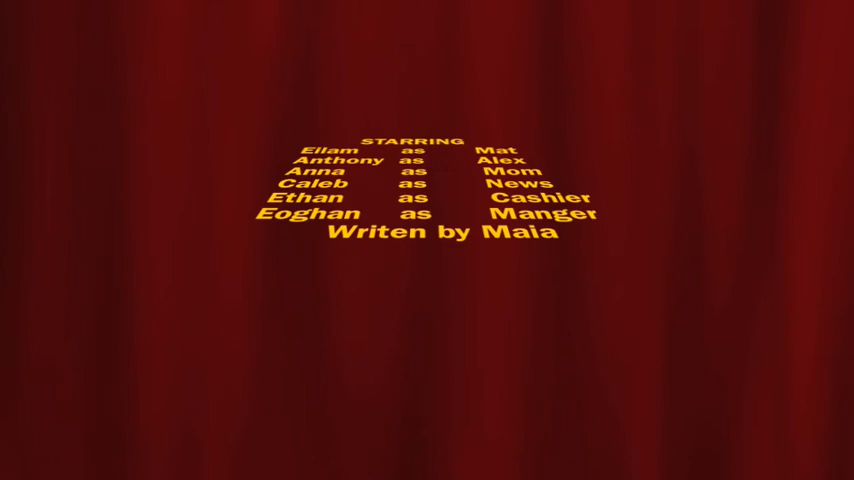 STARRING
Eilam as Mat
Anthony as Alex
Anna as Mom
Caleb as News
Ethan as Cashier
Eoghan as Manger
Writen by Maia